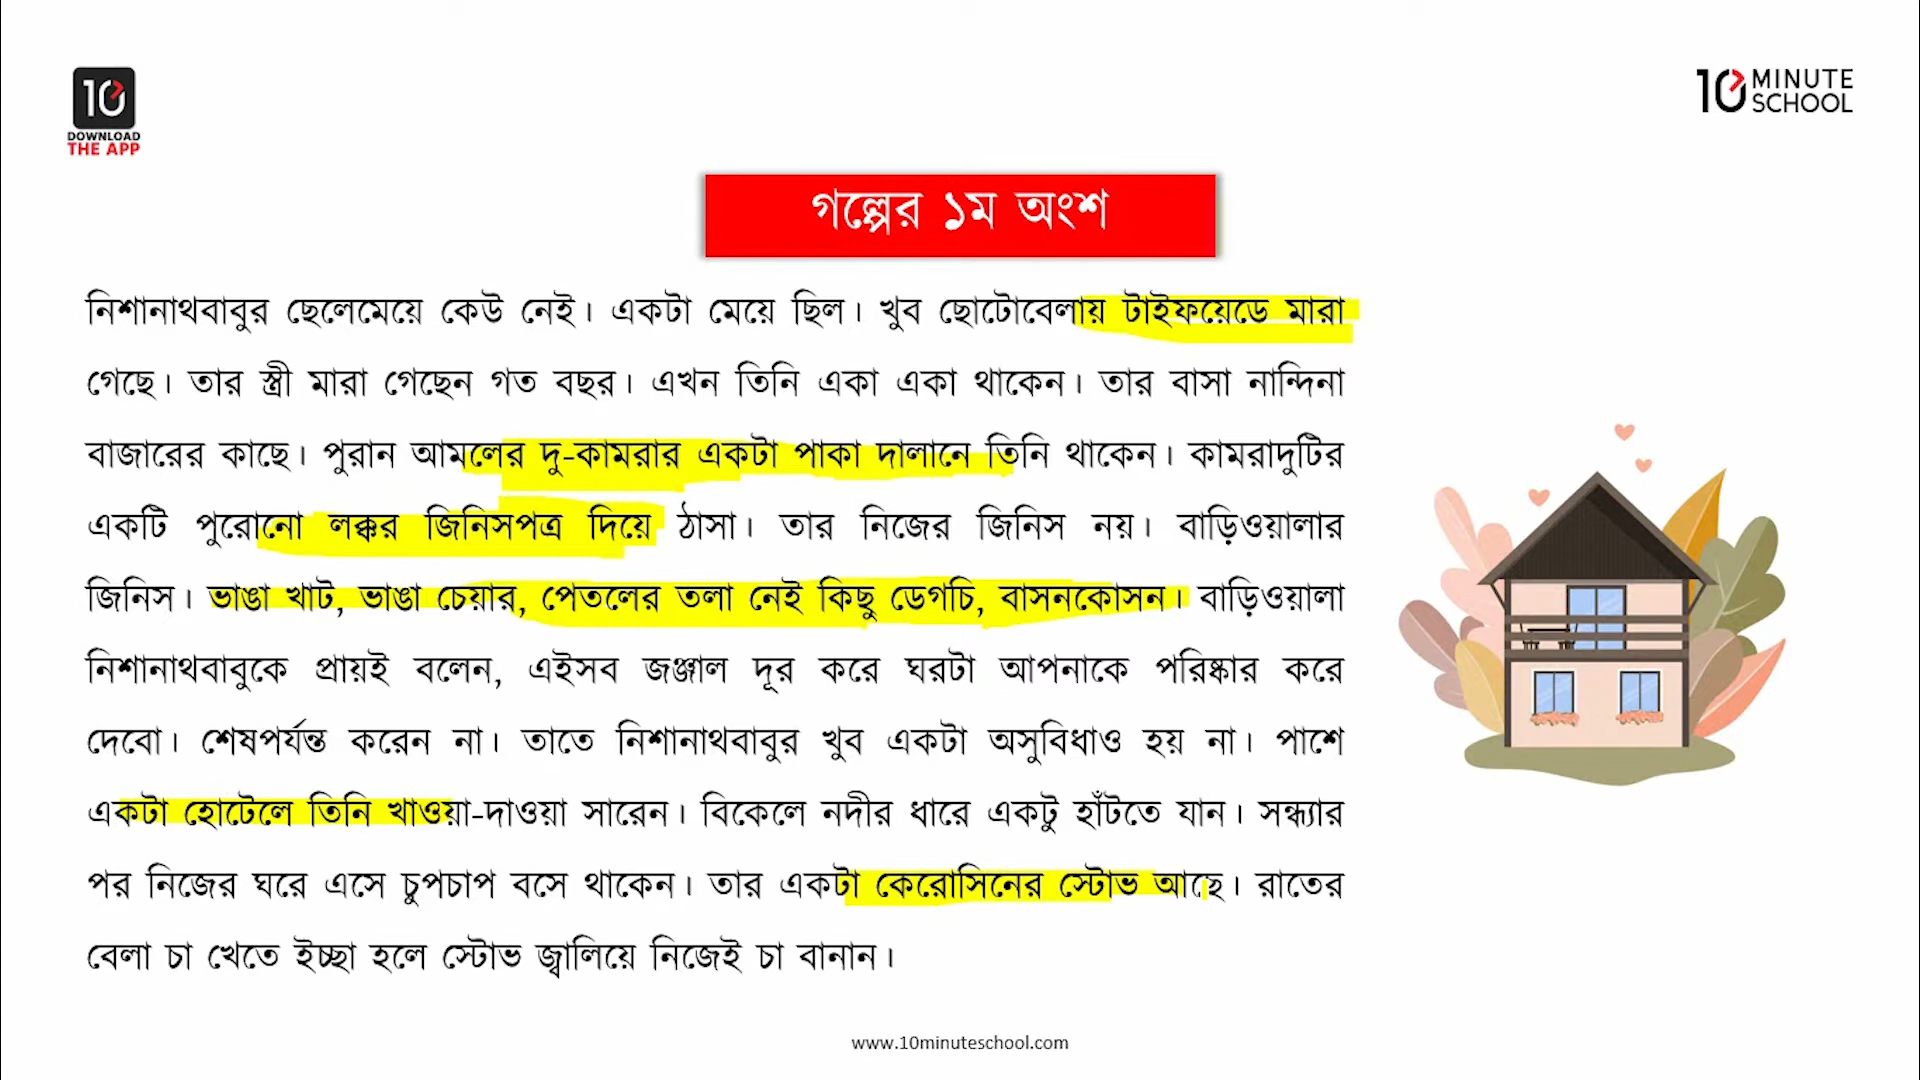 10
DOWNLOAD
THE APP
10 MINUTE
SCHOOL
গল্পের ১ম অংশ
নিশানাথবাবুর ছেলেমেয়ে কেউ নেই। একটা মেয়ে ছিল। খুব ছোটোবেলায় টাইফয়েডে মারা
গেছে। তার স্ত্রী মারা গেছেন গত বছর। এখন তিনি একা একা থাকেন। তার বাসা নান্দিনা
বাজারের কাছে। পুরান আমলের দু-কামরার একটা পাকা দালানে তিনি থাকেন। কামরাদুটির
একটি পুরোনো লক্কর জিনিসপত্র দিয়ে ঠাসা। তার নিজের জিনিস নয়। বাড়িওয়ালার
জিনিস। ভাঙা খাট, ভাঙা চেয়ার, পেতলের তলা নেই কিছু ডেগচি, বাসনকোসন। বাড়িওয়ালা
নিশানাথবাবুকে প্রায়ই বলেন, এইসব জঞ্জাল দূর করে ঘরটা আপনাকে পরিষ্কার করে
দেবো। শেষপর্যন্ত করেন না। তাতে নিশানাথবাবুর খুব একটা অসুবিধাও হয় না। পাশে
একটা হোটেলে তিনি খাওয়া-দাওয়া সারেন। বিকেলে নদীর ধারে একটু হাঁটতে যান। সন্ধ্যার
পর নিজের ঘরে এসে চুপচাপ বসে থাকেন। তার একটা কেরোসিনের স্টোভ আছে। রাতের
বেলা চা খেতে ইচ্ছা হলে স্টোভ জ্বালিয়ে নিজেই চা বানান।
www.10minuteschool.com